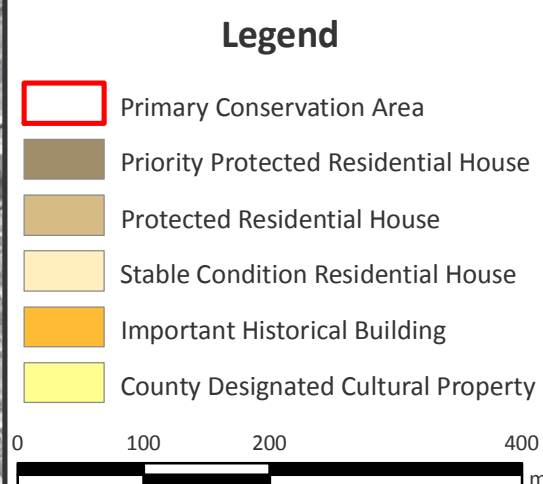 Legend
Primary Conservation Area
Priority Protected Residential House
Protected Residential House
Stable Condition Residential House
Important Historical Building
County Designated Cultural Property
0 100 200 400
m